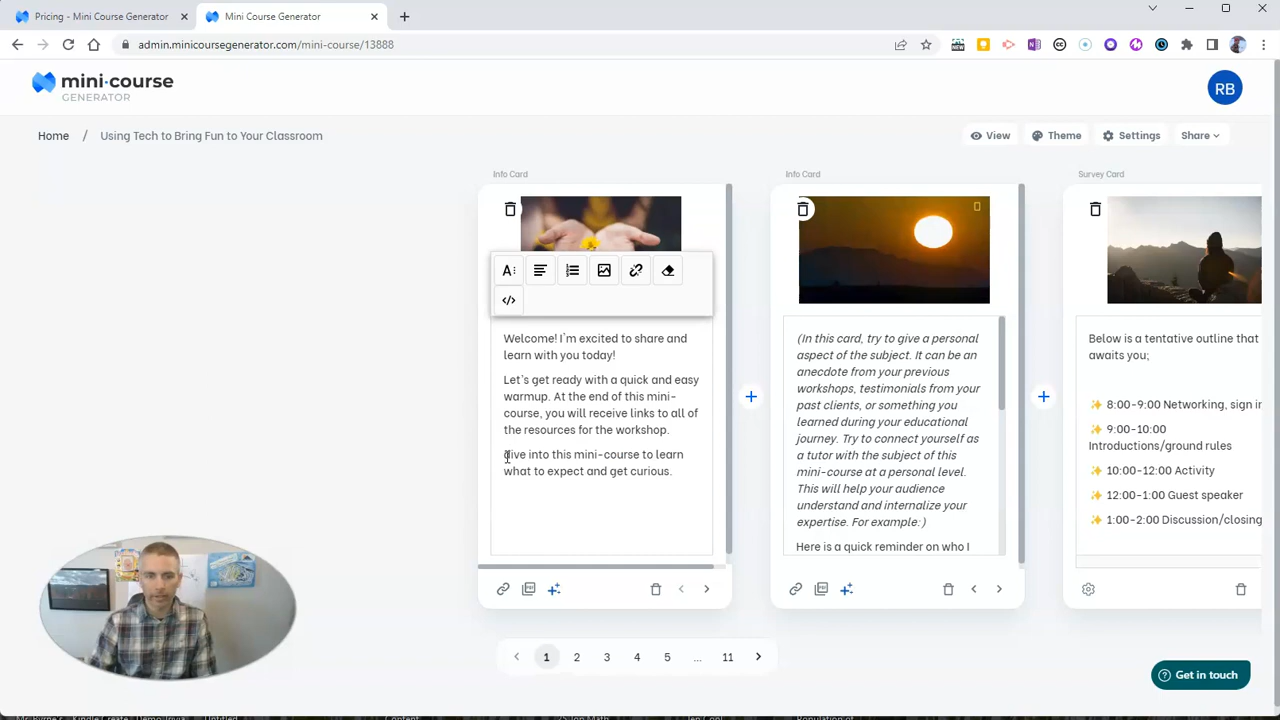 Pricing - Mini Course Generator
Mini Course Generator
admin.minicoursegenerator.com/mini-course/13888
mini·course
GENERATOR
RB
Home / Using Tech to Bring Fun to Your Classroom
View
Theme
Settings
Share
Info Card
Info Card
Survey Card
Welcome! I'm excited to share and
learn with you today!
Let's get ready with a quick and easy
warmup. At the end of this mini-
course, you will receive links to all of
the resources for the workshop.
Dive into this mini-course to learn
what to expect and get curious.
(In this card, try to give a personal
aspect of the subject. It can be an
anecdote from your previous
workshops, testimonials from your
past clients, or something you
learned during your educational
journey. Try to connect yourself as
a tutor with the subject of this
mini-course at a personal level.
This will help your audience
understand and internalize your
expertise. For example:)
Here is a quick reminder on who I
Below is a tentative outline that
awaits you;
✨ 8:00-9:00 Networking, sign in
✨ 9:00-10:00
Introductions/ground rules
✨ 10:00-12:00 Activity
✨ 12:00-1:00 Guest speaker
✨ 1:00-2:00 Discussion/closing
1 2 3 4 5 ... 11
Get in touch